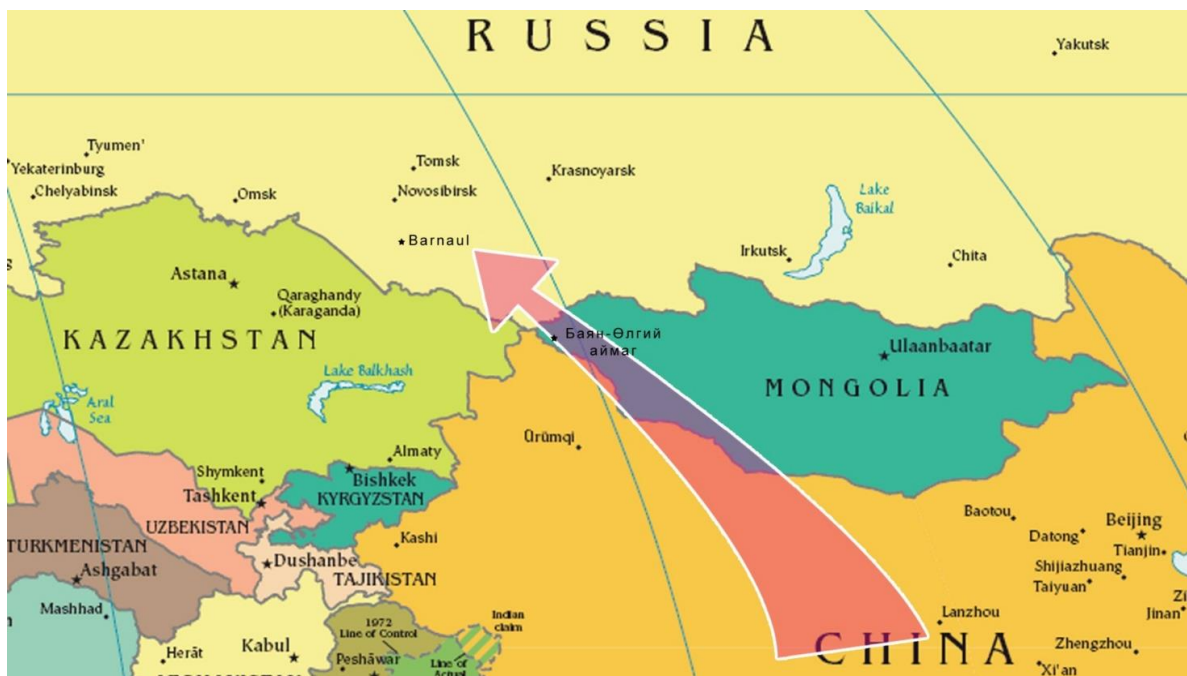 RUSSIA
Yakutsk
Tyumen'
Yekaterinburg
Chelyabinsk
Omsk
Tomsk
Novosibirsk
Krasnoyarsk
Barnaul
Lake
Baikal
Irkutsk
Chita
Astana
Qaraghandy
(Karaganda)
KAZAKHSTAN
Баян-Өлгий
аймаг
Ulaanbaatar
MONGOLIA
Lake Balkhash
Aral
Sea
Ürümqi
Almaty
Shymkent
Bishkek
Tashkent
KYRGYZSTAN
UZBEKISTAN
Kashi
TURKMENISTAN
Ashgabat
Dushanbe
TAJIKISTAN
Baotou
Datong
Beijing
Tianjin
Shijiazhuang
Taiyuan
Jinan
Mashhad
Lanzhou
CHINA
Zhengzhou
Xi'an
1972
Line of Control
Indian
claim
Herāt
Kabul
Peshāwar
Line of
Actual